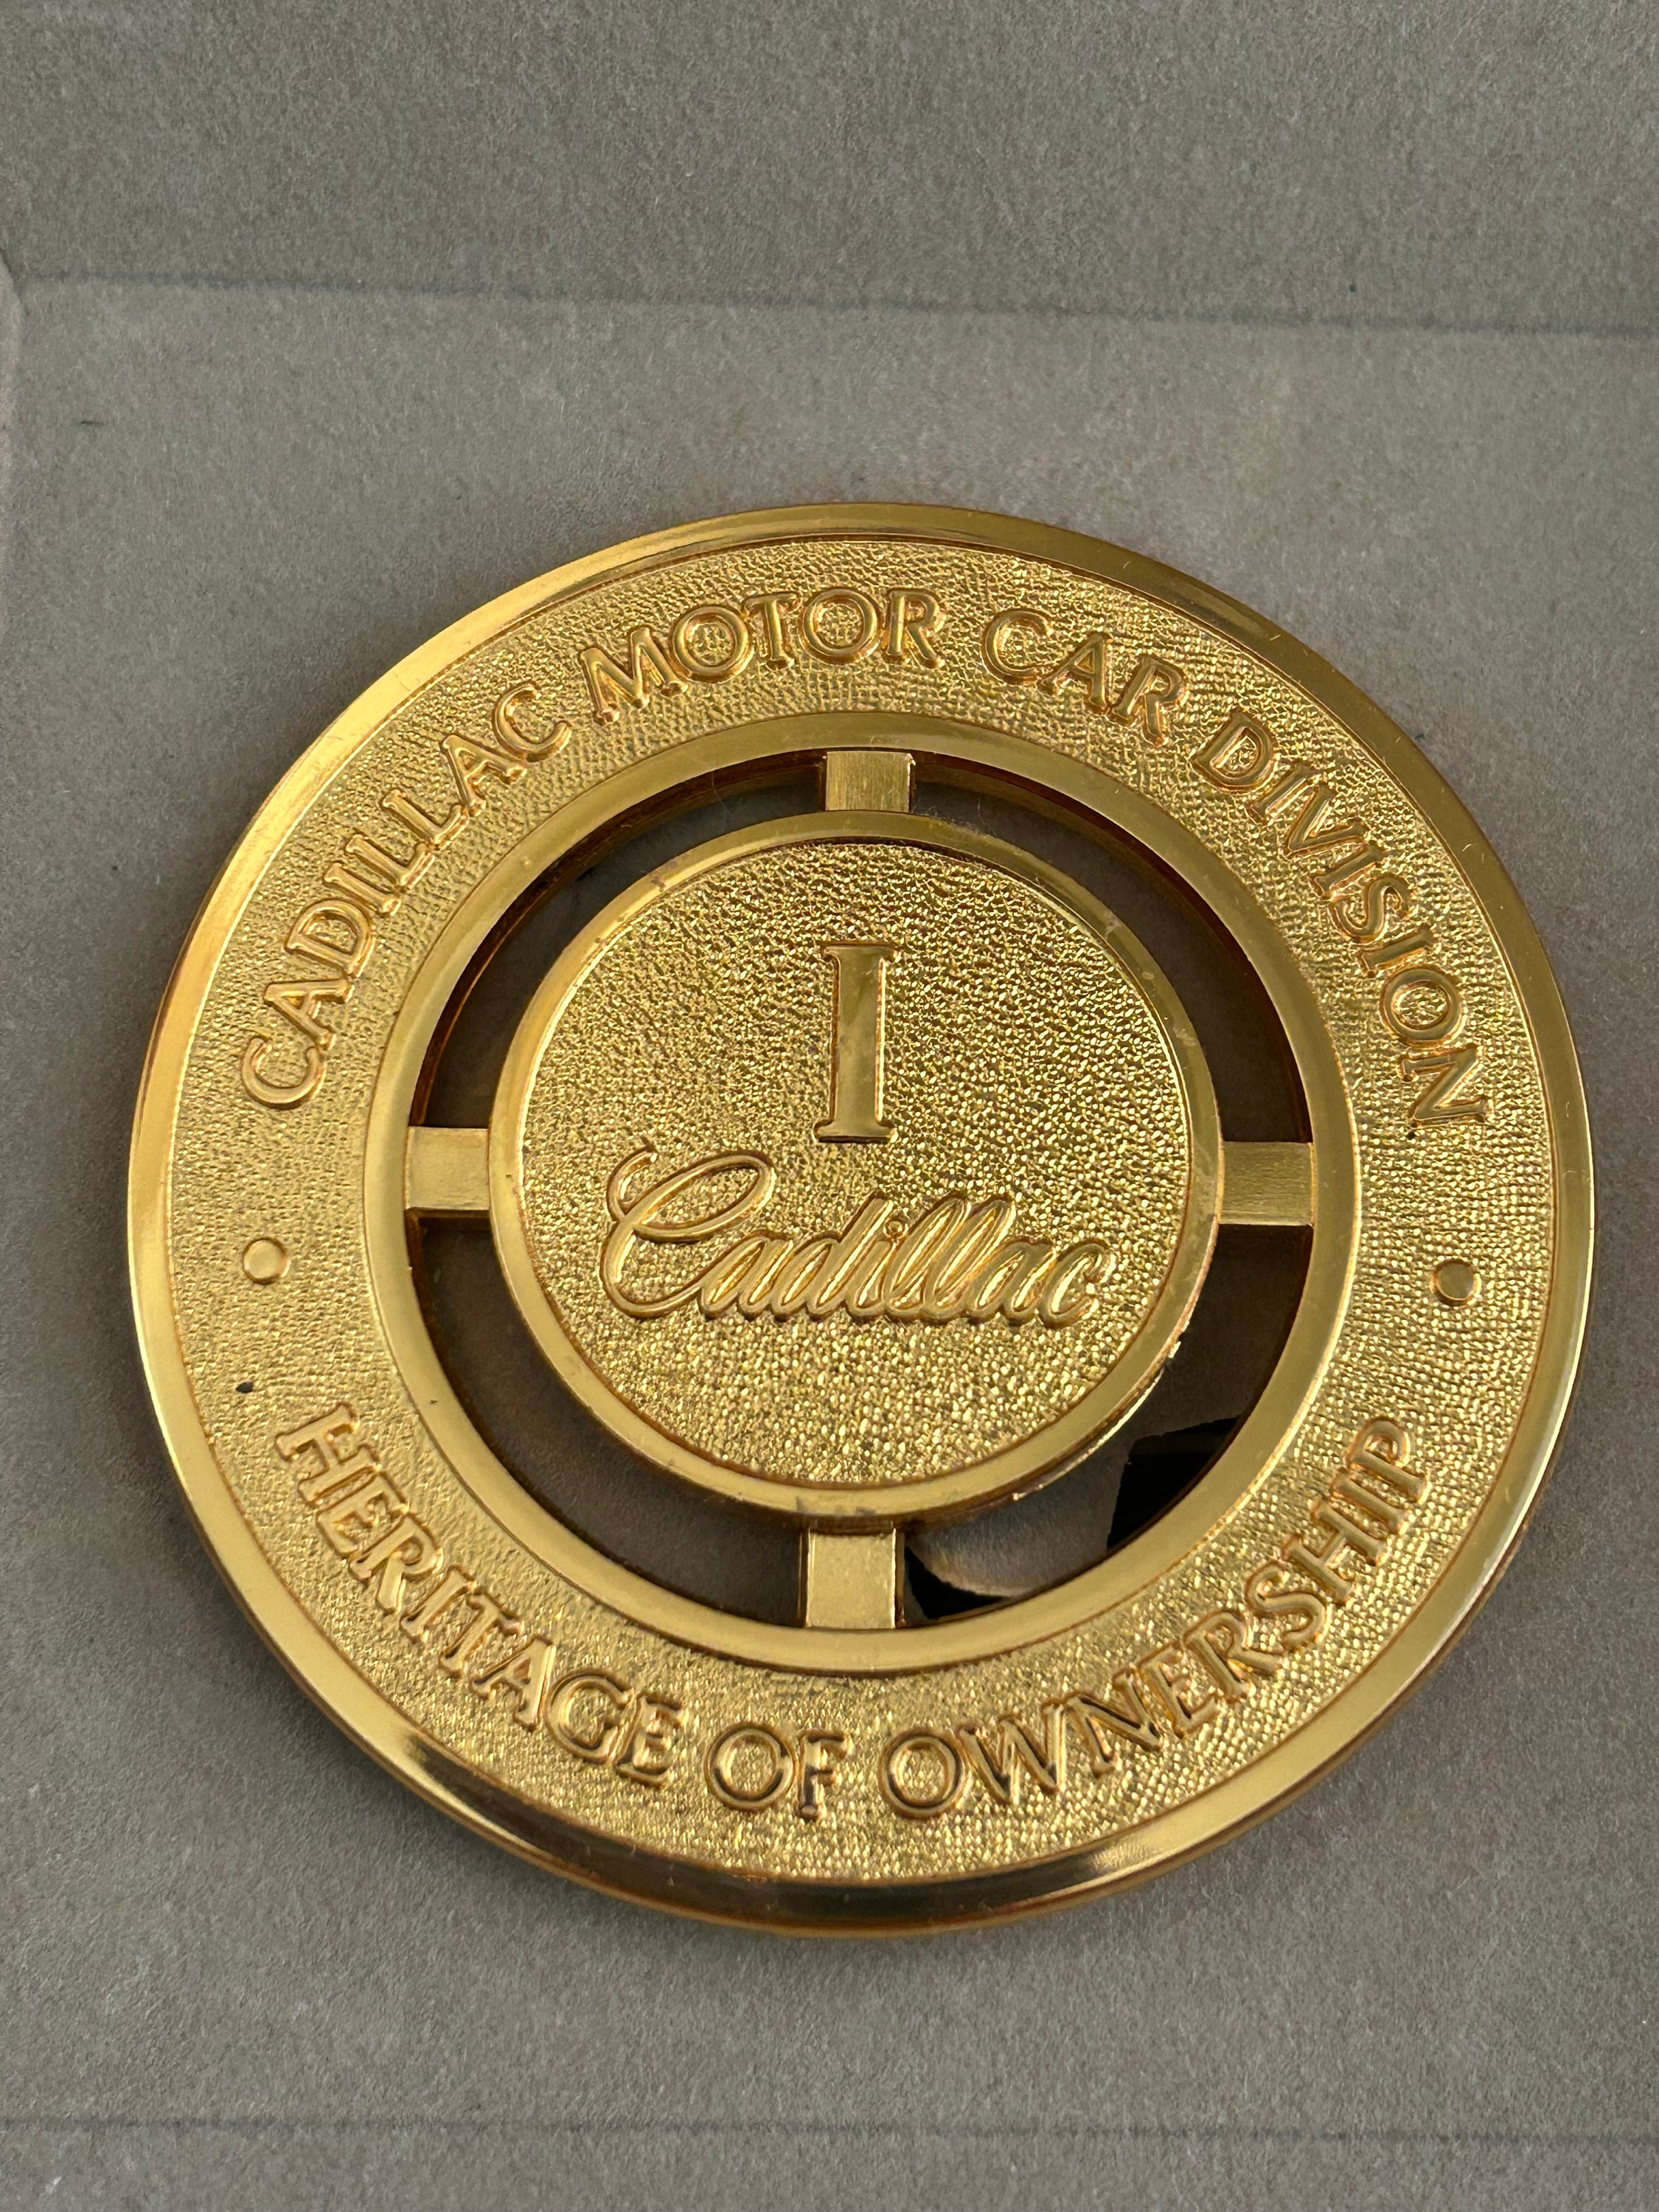 CADILLAC MOTOR CAR DIVISION
I
Cadillac
HERITAGE OF OWNERSHIP